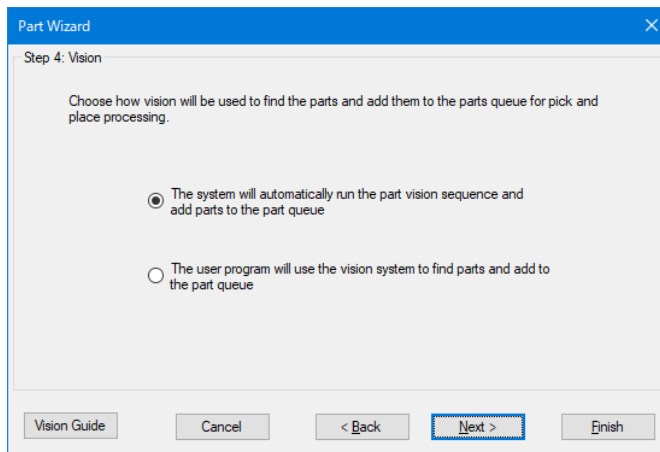 Part Wizard
Step 4: Vision
Choose how vision will be used to find the parts and add them to the parts queue for pick and
place processing.
The system will automatically run the part vision sequence and
add parts to the part queue
The user program will use the vision system to find parts and add to
the part queue
Vision Guide
Cancel
< Back
Next >
Finish